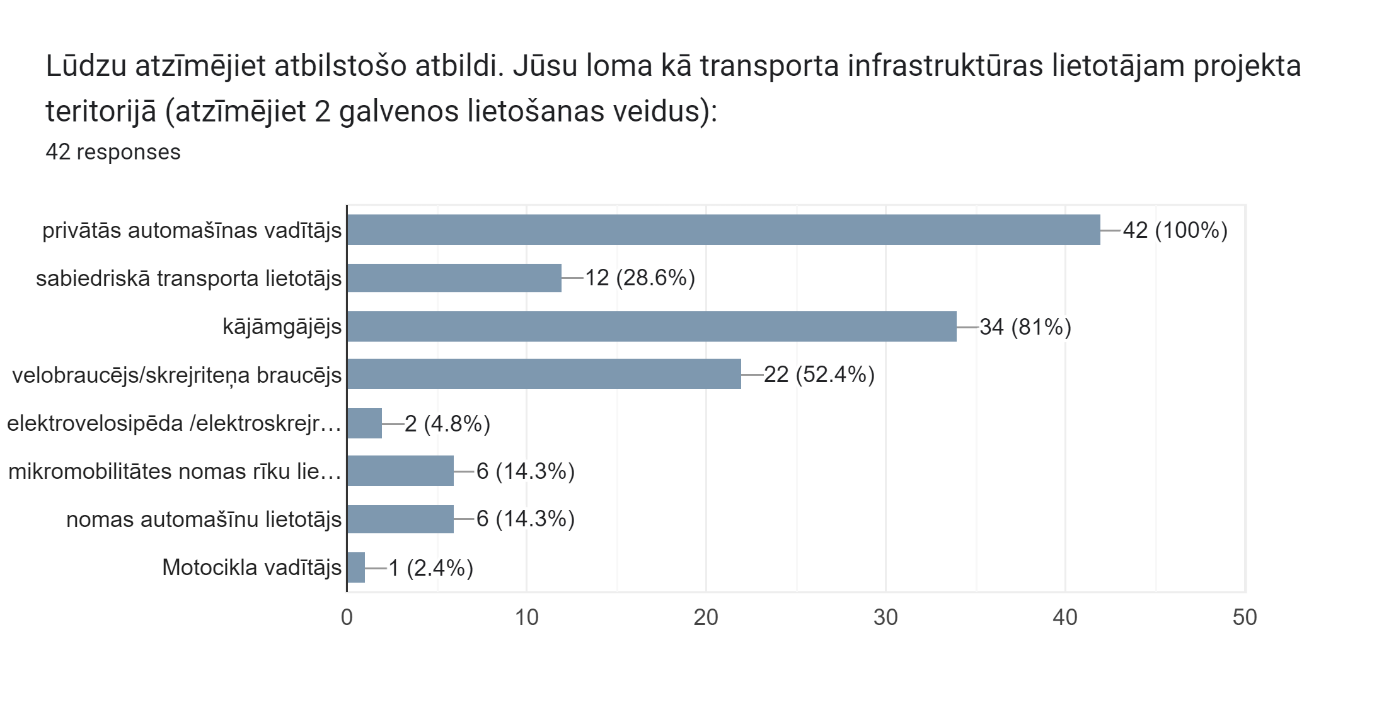 Lūdzu atzīmējiet atbilstošo atbildi. Jūsu loma kā transporta infrastruktūras lietotājam projekta
teritorijā (atzīmējiet 2 galvenos lietošanas veidus):
42 responses
privātās automašīnas vadītājs
42 (100%)
sabiedriskā transporta lietotājs
12 (28.6%)
kājāmgājējs
34 (81%)
velobraucējs/skrejriteņa braucējs
22 (52.4%)
elektrovelosipēda /elektroskrejr…
2 (4.8%)
mikromobilitātes nomas rīku lie…
6 (14.3%)
nomas automašīnu lietotājs
6 (14.3%)
Motocikla vadītājs
1 (2.4%)
0 10 20 30 40 50